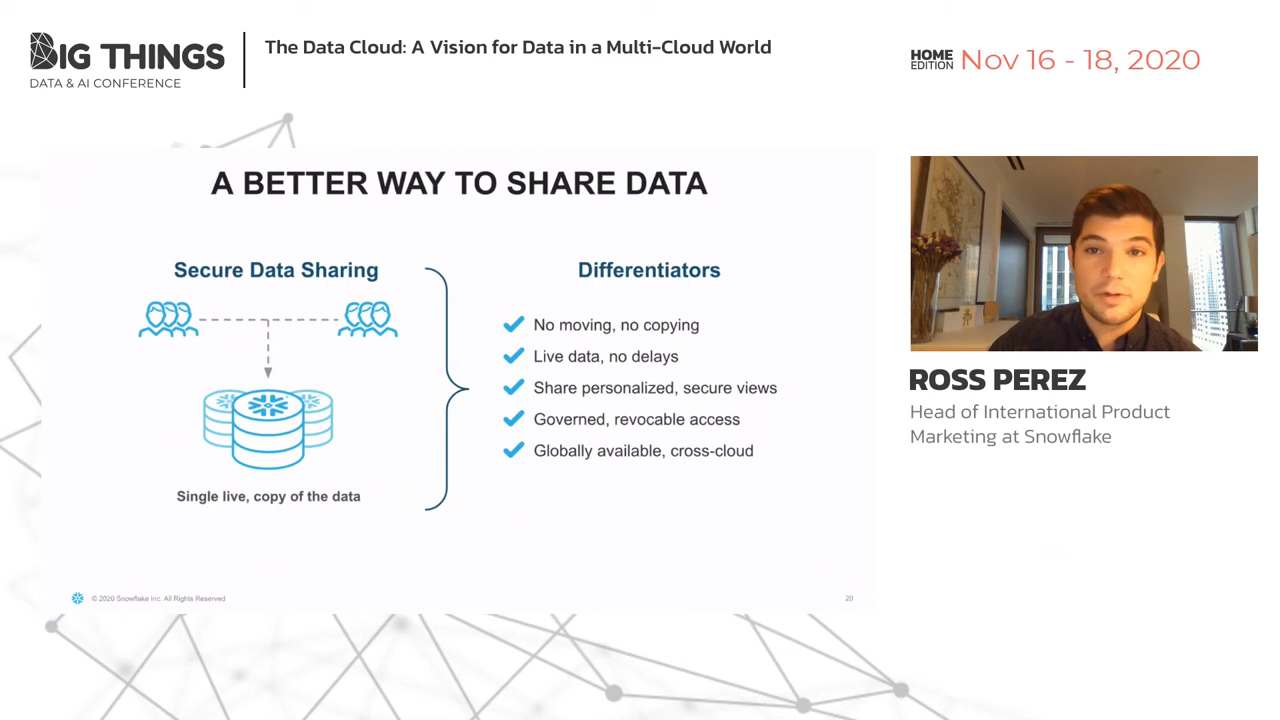 BIG THINGS
DATA & AI CONFERENCE
The Data Cloud: A Vision for Data in a Multi-Cloud World
HOME
EDITION
Nov 16 - 18, 2020
A BETTER WAY TO SHARE DATA
Secure Data Sharing
Single live, copy of the data
Differentiators
No moving, no copying
Live data, no delays
Share personalized, secure views
Governed, revocable access
Globally available, cross-cloud
© 2020 Snowflake Inc. All Rights Reserved
20
ROSS PEREZ
Head of International Product
Marketing at Snowflake